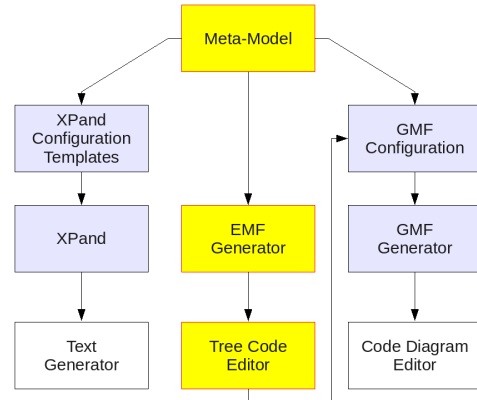 Meta-Model
XPand
Configuration
Templates
GMF
Configuration
XPand
EMF
Generator
GMF
Generator
Text
Generator
Tree Code
Editor
Code Diagram
Editor